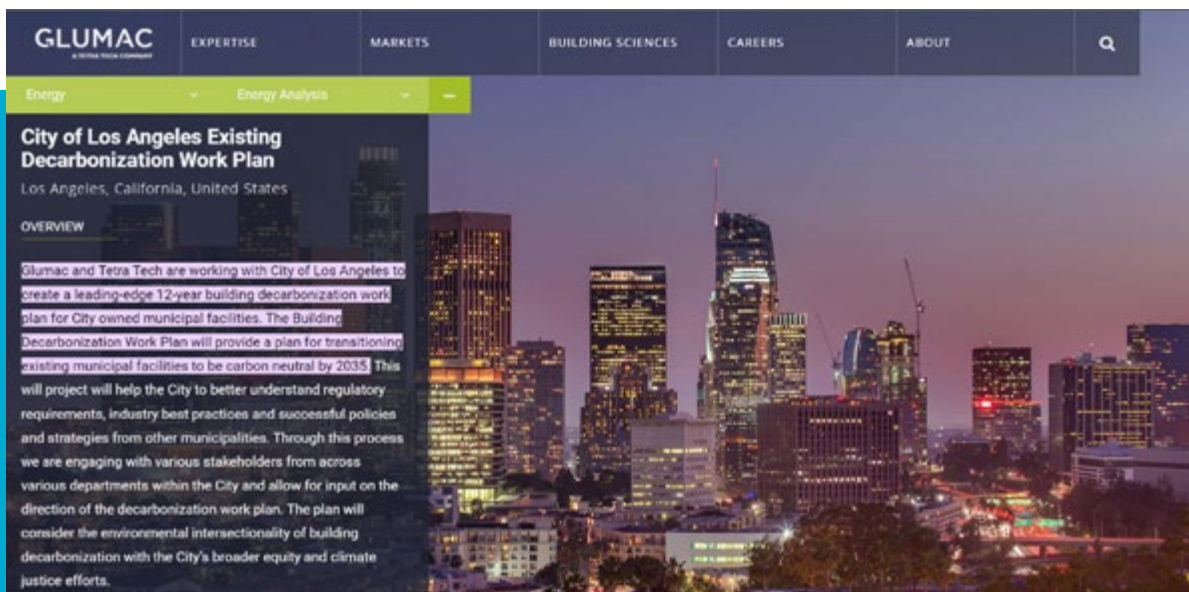 GLUMAC
A TETRA TECH COMPANY
EXPERTISE
MARKETS
BUILDING SCIENCES
CAREERS
ABOUT
Energy
Energy Analysis
City of Los Angeles Existing
Decarbonization Work Plan
Los Angeles, California, United States
OVERVIEW
Glumac and Tetra Tech are working with City of Los Angeles to
create a leading-edge 12-year building decarbonization work
plan for City owned municipal facilities. The Building
Decarbonization Work Plan will provide a plan for transitioning
existing municipal facilities to be carbon neutral by 2035. This
will project will help the City to better understand regulatory
requirements, industry best practices and successful policies
and strategies from other municipalities. Through this process
we are engaging with various stakeholders from across
various departments within the City and allow for input on the
direction of the decarbonization work plan. The plan will
consider the environmental intersectionality of building
decarbonization with the City's broader equity and climate
justice efforts.